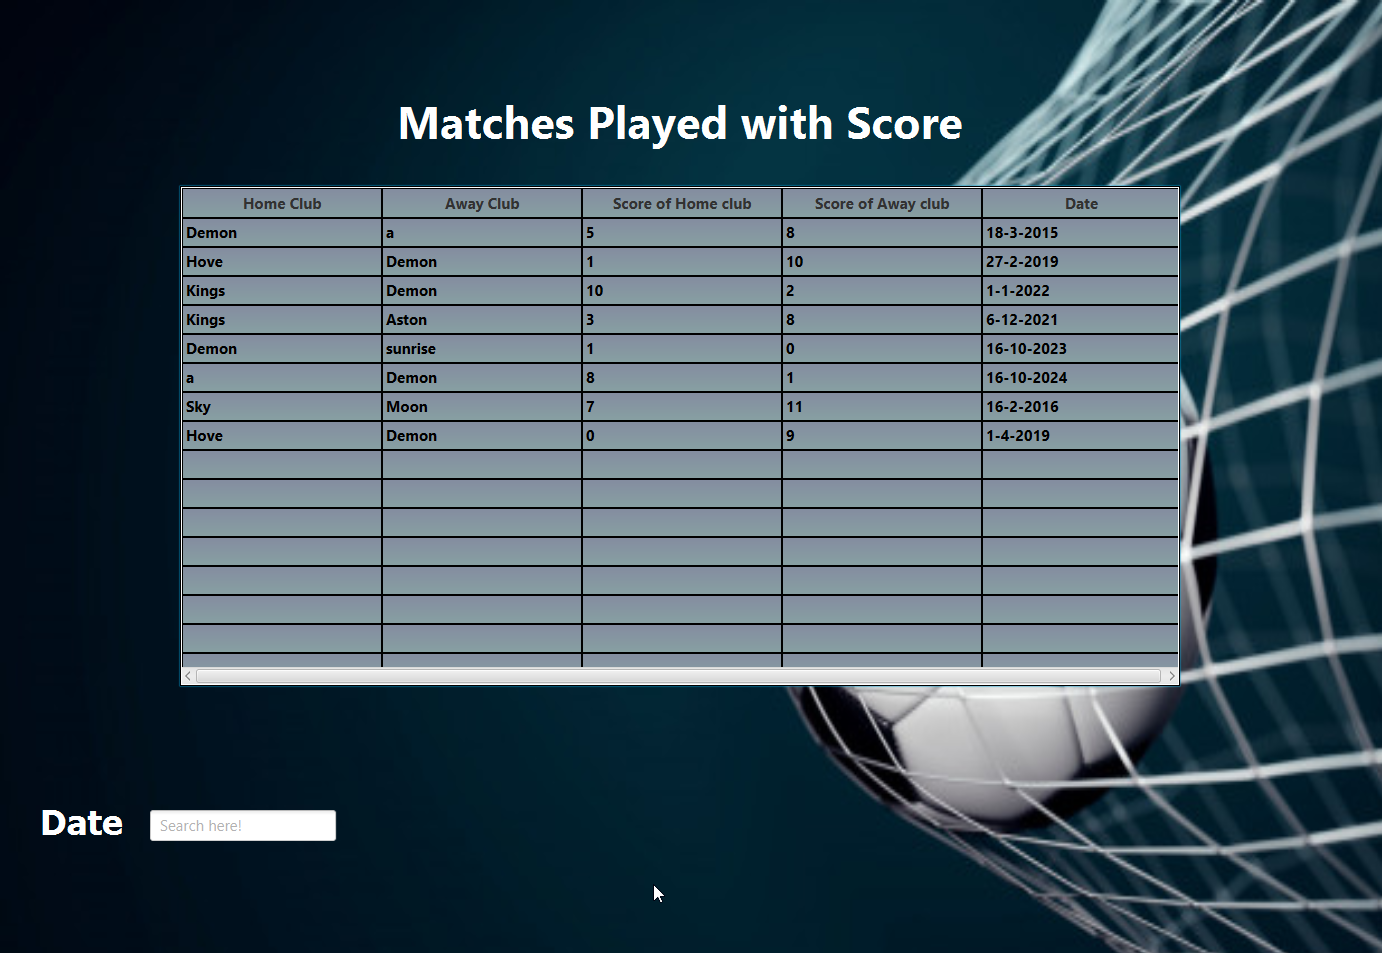 Matches Played with Score
Home Club Away Club Score of Home club Score of Away club Date
Demon a 5 8 18-3-2015
Hove Demon 1 10 27-2-2019
Kings Demon 10 2 1-1-2022
Kings Aston 3 8 6-12-2021
Demon sunrise 1 0 16-10-2023
a Demon 8 1 16-10-2024
Sky Moon 7 11 16-2-2016
Hove Demon 0 9 1-4-2019
Date Search here!